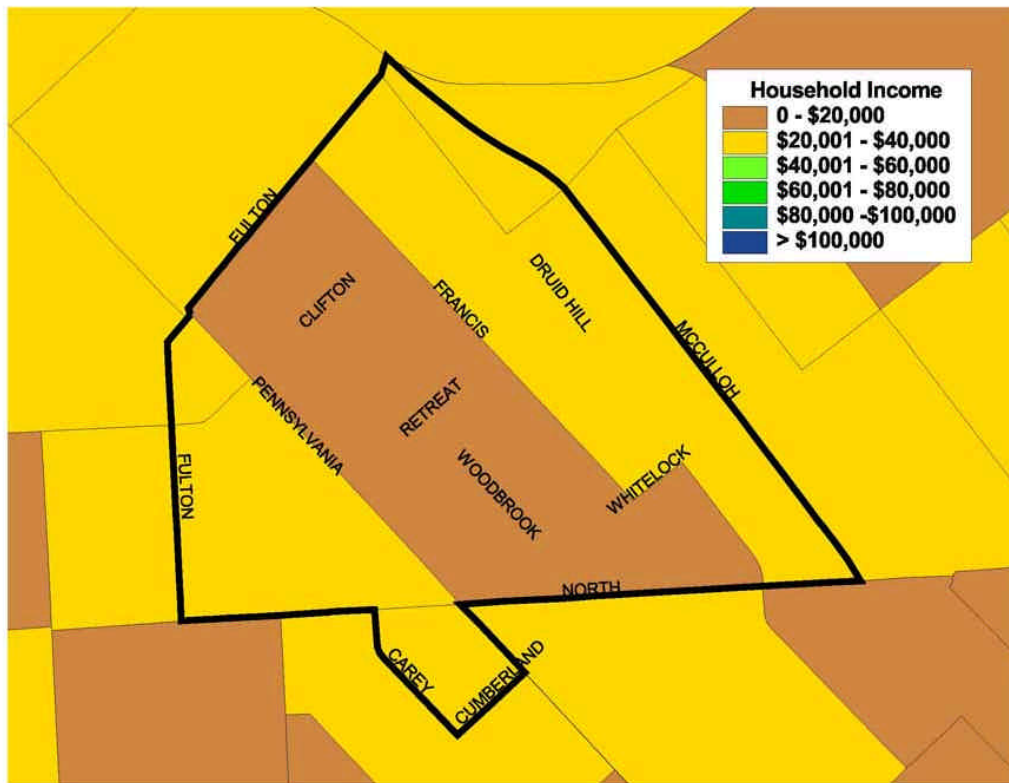 Household Income
0 - $20,000
$20,001 - $40,000
$40,001 - $60,000
$60,001 - $80,000
$80,000 -$100,000
> $100,000
FULTON
CLIFTON
FRANCIS
DRUID HILL
MCCULLOH
RETREAT
PENNSYLVANIA
FULTON
WOODBROOK
WHITELOCK
NORTH
CAREY
CUMBERLAND